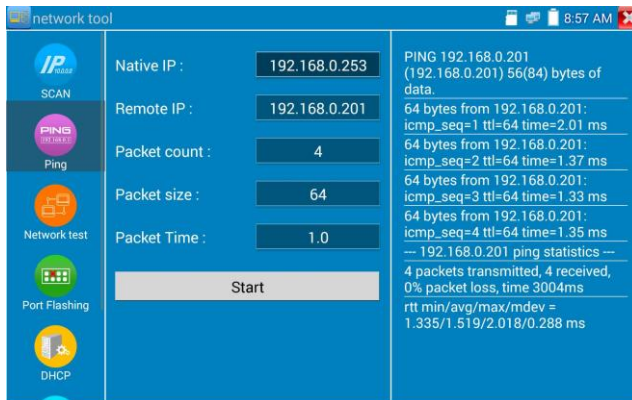 network tool
8:57 AM
IP
SCAN
PING
Ping
Network test
Port Flashing
DHCP
Native IP :
192.168.0.253
Remote IP :
192.168.0.201
Packet count :
4
Packet size :
64
Packet Time :
1.0
Start
PING 192.168.0.201
(192.168.0.201) 56(84) bytes of
data.
64 bytes from 192.168.0.201:
icmp_seq=1 ttl=64 time=2.01 ms
64 bytes from 192.168.0.201:
icmp_seq=2 ttl=64 time=1.37 ms
64 bytes from 192.168.0.201:
icmp_seq=3 ttl=64 time=1.33 ms
64 bytes from 192.168.0.201:
icmp_seq=4 ttl=64 time=1.35 ms
--- 192.168.0.201 ping statistics ---
4 packets transmitted, 4 received,
0% packet loss, time 3004ms
rtt min/avg/max/mdev =
1.335/1.519/2.018/0.288 ms